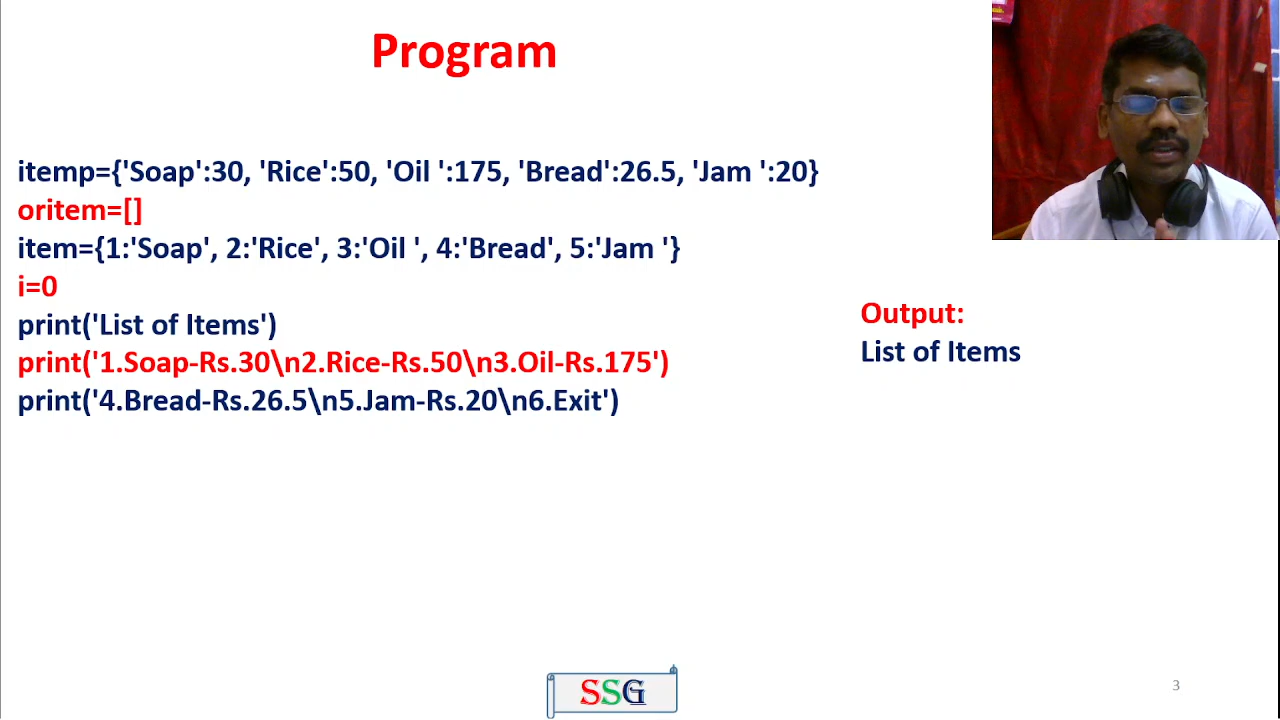 Program
itemp={'Soap':30, 'Rice':50, 'Oil ':175, 'Bread':26.5, 'Jam ':20}
oritem=[]
item={1:'Soap', 2:'Rice', 3:'Oil ', 4:'Bread', 5:'Jam '}
i=0
print('List of Items')
print('1.Soap-Rs.30\n2.Rice-Rs.50\n3.Oil-Rs.175')
print('4.Bread-Rs.26.5\n5.Jam-Rs.20\n6.Exit')
Output:
List of Items
SSG
3